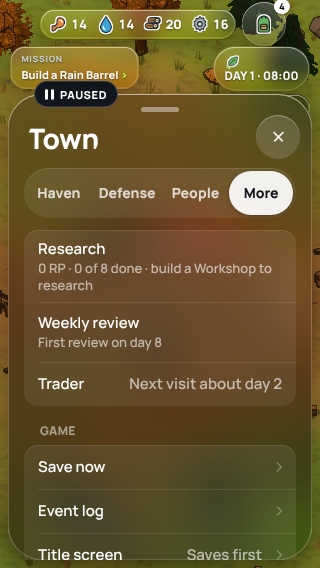 14 14 20 16 4
MISSION
Build a Rain Barrel ›
DAY 1 · 08:00
PAUSED
Town
Haven Defense People More
Research
0 RP · 0 of 8 done · build a Workshop to
research
Weekly review
First review on day 8
Trader Next visit about day 2
GAME
Save now
Event log
Title screen Saves first